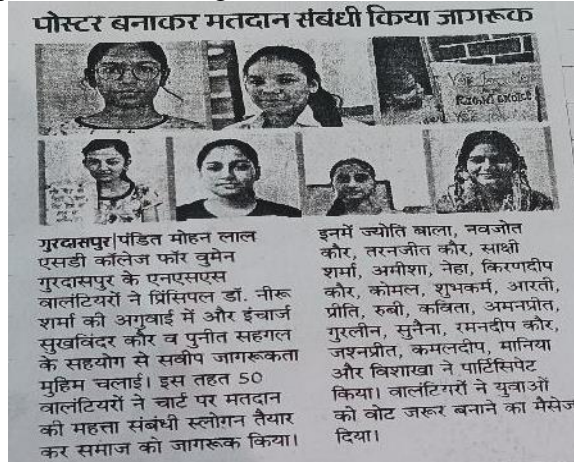 पोस्टर बनाकर मतदान संबंधी किया जागरूक
गुरदासपुर|पंडित मोहन लाल
एसडी कॉलेज फॉर वुमेन
गुरदासपुर के एनएसएस
वालंटियरों ने प्रिंसिपल डॉ. नीरू
शर्मा की अगुवाई में और इंचार्ज
सुखविंदर कौर व पुनीत सहगल
के सहयोग से सवीप जागरूकता
मुहिम चलाई। इस तहत 50
वालंटियरों ने चार्ट पर मतदान
की महत्ता संबंधी स्लोगन तैयार
कर समाज को जागरूक किया।
इनमें ज्योति बाला, नवजोत
कौर, तरनजीत कौर, साक्षी
शर्मा, अमीशा, नेहा, किरणदीप
कौर, कोमल, शुभकर्म, आरती,
प्रीति, रुबी, कविता, अमनप्रीत,
गुरलीन, सुनैना, रमनदीप कौर,
जश्नप्रीत, कमलदीप, मानिया
और विशाखा ने पार्टिसिपेट
किया। वालंटियरों ने युवाओं
को वोट जरूर बनाने का मैसेज
दिया।